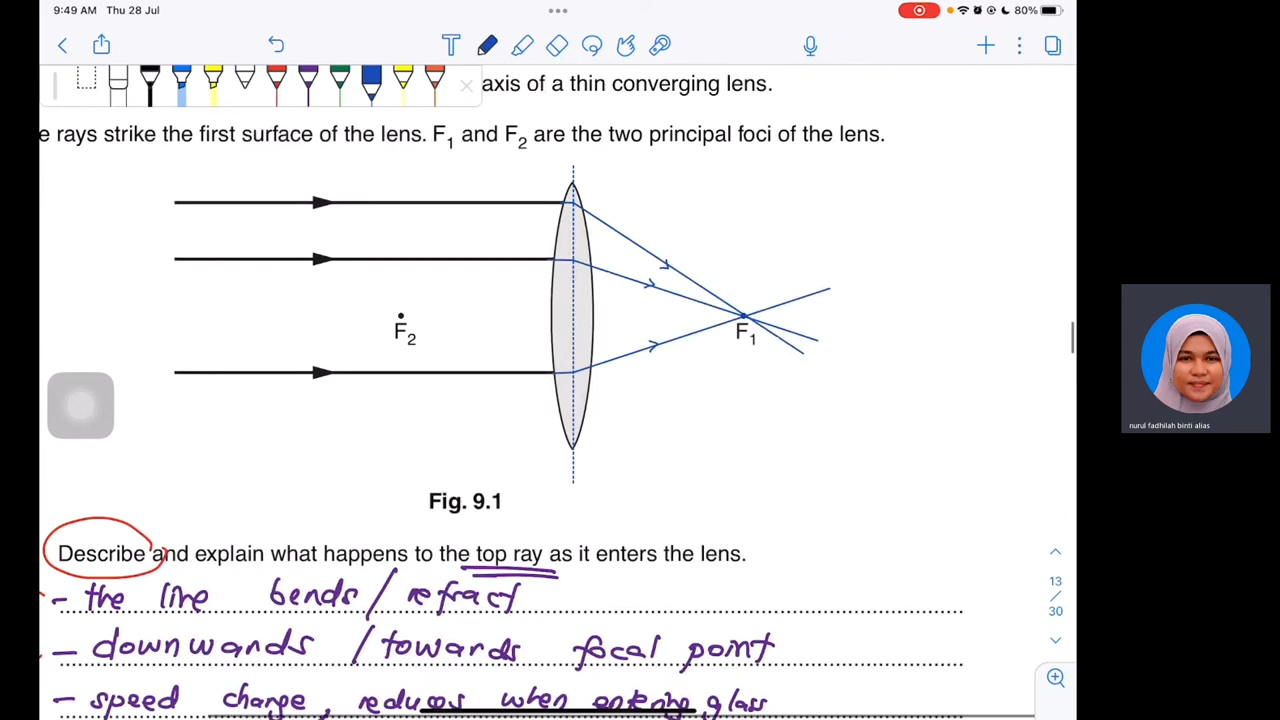 9:49 AM Thu 28 Jul
80%
T
axis of a thin converging lens.
e rays strike the first surface of the lens. F1 and F2 are the two principal foci of the lens.
F2
F1
nurul fadhilah binti alias
Fig. 9.1
Describe and explain what happens to the top ray as it enters the lens.
- the line bends / refract
- downwards / towards focal point
- speed change, reduces when entering glass
13
/
30